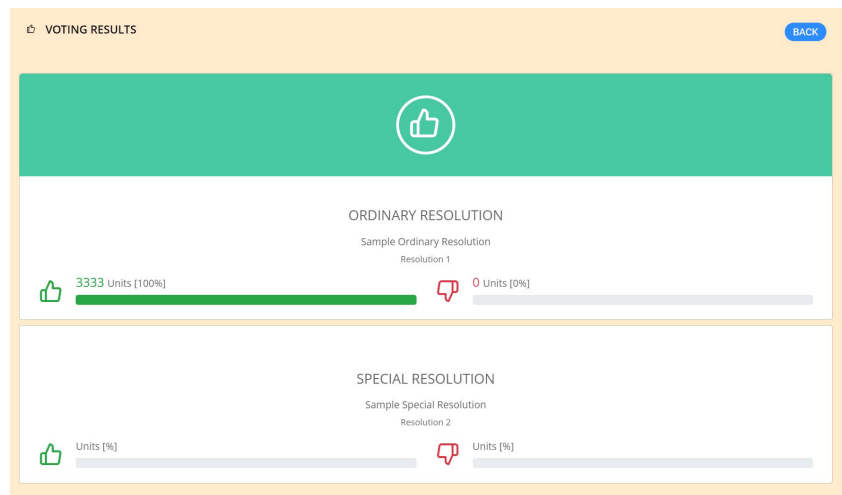 VOTING RESULTS
BACK
ORDINARY RESOLUTION
Sample Ordinary Resolution
Resolution 1
3333 Units [100%]
0 Units [0%]
SPECIAL RESOLUTION
Sample Special Resolution
Resolution 2
Units [%]
Units [%]